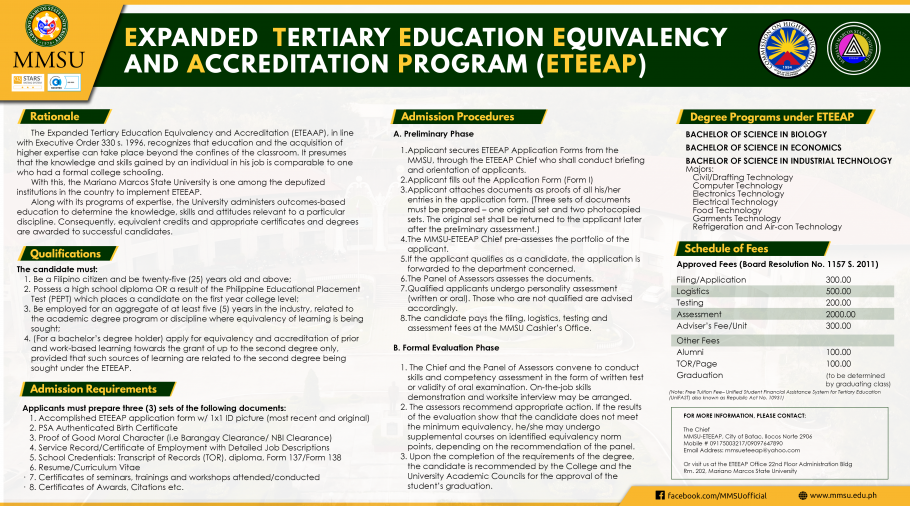 MMSU
STARS
EXPANDED TERTIARY EDUCATION EQUIVALENCY
AND ACCREDITATION PROGRAM (ETEEAP)
Rationale
The Expanded Tertiary Education Equivalency and Accreditation (ETEAAP), in line
with Executive Order 330 s. 1996, recognizes that education and the acquisition of
higher expertise can take place beyond the confines of the classroom. It presumes
that the knowledge and skills gained by an individual in his job is comparable to one
who had a formal college schooling.
With this, the Mariano Marcos State University is one among the deputized
institutions in the country to implement ETEEAP.
Along with its programs of expertise, the University administers outcomes-based
education to determine the knowledge, skills and attitudes relevant to a particular
discipline. Consequently, equivalent credits and appropriate certificates and degrees
are awarded to successful candidates.
Qualifications
The candidate must:
1. Be a Filipino citizen and be twenty-five (25) years old and above;
2. Possess a high school diploma OR a result of the Philippine Educational Placement
Test (PEPT) which places a candidate on the first year college level;
3. Be employed for an aggregate of at least five (5) years in the industry, related to
the academic degree program or discipline where equivalency of learning is being
sought;
4. (For a bachelor's degree holder) apply for equivalency and accreditation of prior
and work-based learning towards the grant of up to the second degree only,
provided that such sources of learning are related to the second degree being
sought under the ETEEAP.
Admission Requirements
Applicants must prepare three (3) sets of the following documents:
1. Accomplished ETEEAP application form w/ 1x1 ID picture (most recent and original)
2. PSA Authenticated Birth Certificate
3. Proof of Good Moral Character (i.e Barangay Clearance/ NBI Clearance)
4. Service Record/Certificate of Employment with Detailed Job Descriptions
5. School Credentials: Transcript of Records (TOR), diploma, Form 137/Form 138
6. Resume/Curriculum Vitae
· 7. Certificates of seminars, trainings and workshops attended/conducted
· 8. Certificates of Awards, Citations etc.
Admission Procedures
A. Preliminary Phase
1.Applicant secures ETEEAP Application Forms from the
MMSU, through the ETEEAP Chief who shall conduct briefing
and orientation of applicants.
2.Applicant fills out the Application Form (Form I)
3.Applicant attaches documents as proofs of all his/her
entries in the application form. (Three sets of documents
must be prepared – one original set and two photocopied
sets. The original set shall be returned to the applicant later
after the preliminary assessment.)
4.The MMSU-ETEEAP Chief pre-assesses the portfolio of the
applicant.
5.If the applicant qualifies as a candidate, the application is
forwarded to the department concerned.
6.The Panel of Assessors assesses the documents.
7.Qualified applicants undergo personality assessment
(written or oral). Those who are not qualified are advised
accordingly.
8.The candidate pays the filing, logistics, testing and
assessment fees at the MMSU Cashier's Office.
B. Formal Evaluation Phase
1. The Chief and the Panel of Assessors convene to conduct
skills and competency assessment in the form of written test
or validity of oral examination. On-the-job skills
demonstration and worksite interview may be arranged.
2. The assessors recommend appropriate action. If the results
of the evaluation show that the candidate does not meet
the minimum equivalency, he/she may undergo
supplemental courses on identified equivalency norm
points, depending on the recommendation of the panel.
3. Upon the completion of the requirements of the degree,
the candidate is recommended by the College and the
University Academic Councils for the approval of the
student's graduation.
Degree Programs under ETEEAP
BACHELOR OF SCIENCE IN BIOLOGY
BACHELOR OF SCIENCE IN ECONOMICS
BACHELOR OF SCIENCE IN INDUSTRIAL TECHNOLOGY
Majors:
Civil/Drafting Technology
Computer Technology
Electronics Technology
Electrical Technology
Food Technology
Garments Technology
Refrigeration and Air-con Technology
Schedule of Fees
Approved Fees (Board Resolution No. 1157 S. 2011)
Filing/Application 300.00
Logistics 500.00
Testing 200.00
Assessment 2000.00
Adviser's Fee/Unit 300.00
Other Fees
Alumni 100.00
TOR/Page 100.00
Graduation (to be determined
by graduating class)
(Note: Free Tuition Fee– Unified Student Financial Assistance System for Tertiary Education
(UniFAST) also known as Republic Act No. 10931)
FOR MORE INFORMATION, PLEASE CONTACT:
The Chief
MMSU-ETEEAP, City of Batac, Ilocos Norte 2906
Mobile # 09175003217/09097647890
Email Address: mmsueteeap@yahoo.com
Or visit us at the ETEEAP Office 22nd Floor Administration Bldg
Rm. 202, Mariano Marcos State University
facebook.com/MMSUofficial
www.mmsu.edu.ph